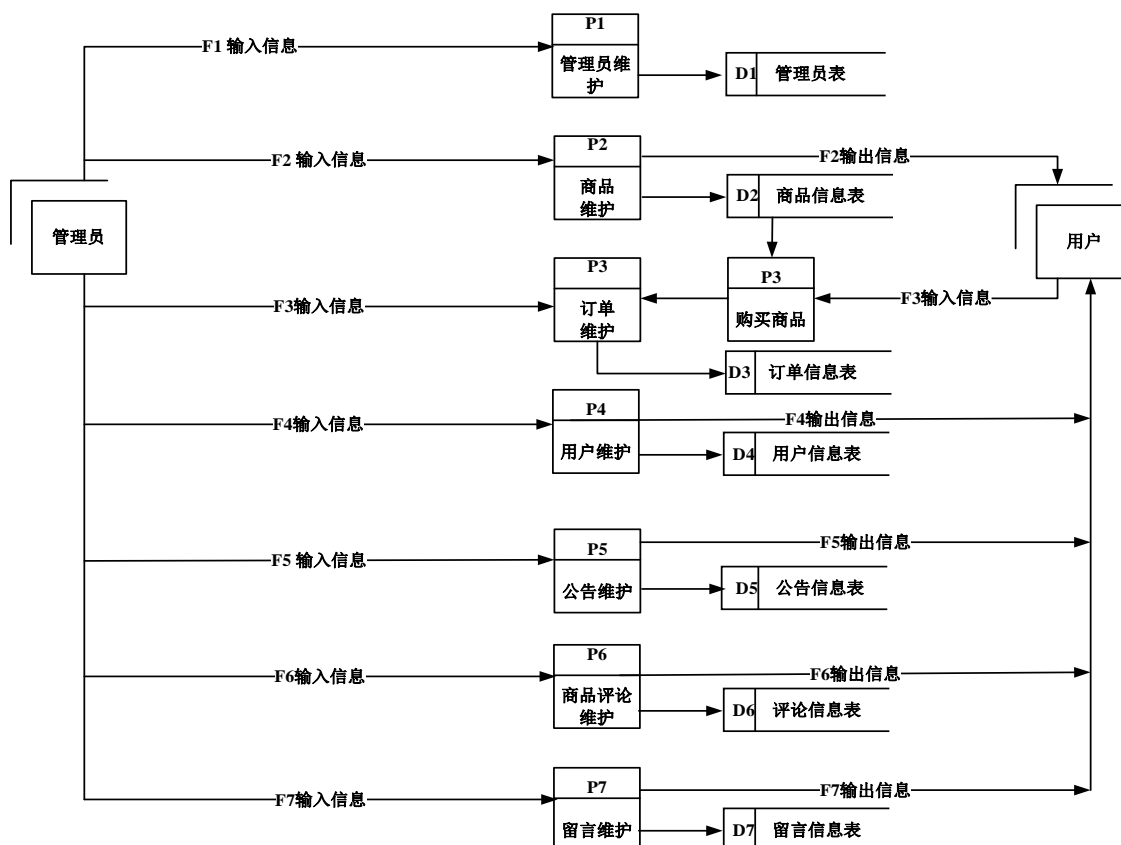 P1
F1 输入信息
管理员维
护
D1 管理员表
P2
F2 输入信息
F2输出信息
商品
维护
D2 商品信息表
管理员
用户
P3
P3
F3输入信息
F3输入信息
订单
维护
购买商品
D3 订单信息表
P4
F4输入信息
F4输出信息
用户维护
D4 用户信息表
P5
F5输出信息
F5 输入信息
公告维护
D5 公告信息表
P6
F6输入信息
F6输出信息
商品评论
维护
D6 评论信息表
P7
F7输入信息
F7输出信息
留言维护
D7 留言信息表